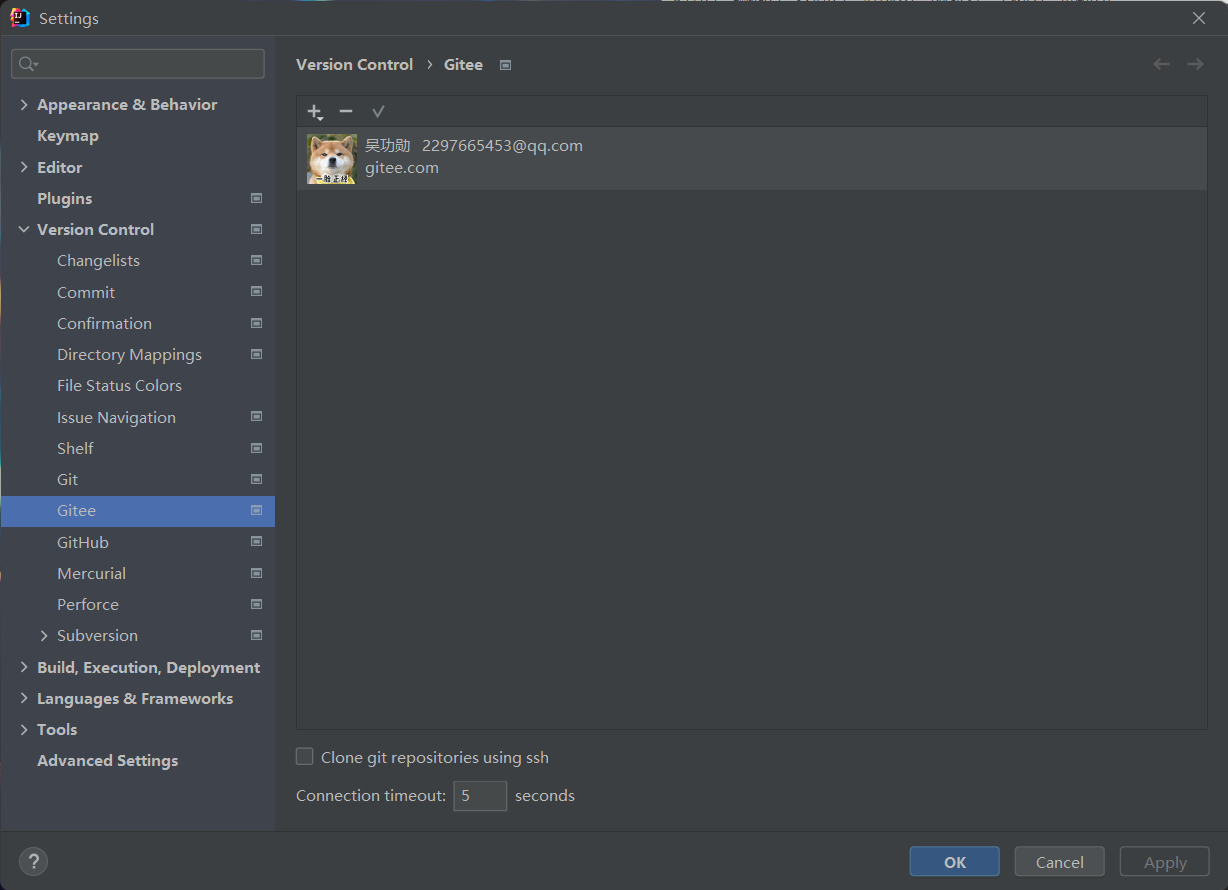 Settings
Version Control › Gitee
Appearance & Behavior
Keymap
Editor
Plugins
Version Control
Changelists
Commit
Confirmation
Directory Mappings
File Status Colors
Issue Navigation
Shelf
Git
Gitee
GitHub
Mercurial
Perforce
Subversion
Build, Execution, Deployment
Languages & Frameworks
Tools
Advanced Settings
吴功勋 2297665453@qq.com
gitee.com
Clone git repositories using ssh
Connection timeout: 5 seconds
?
OK Cancel Apply